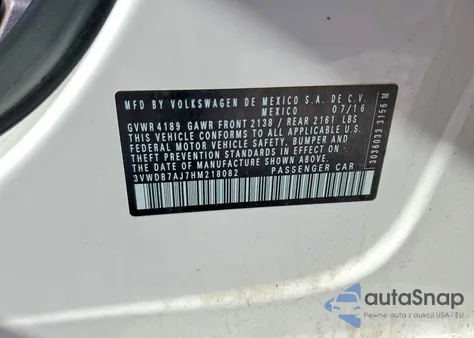 MFD BY VOLKSWAGEN DE MEXICO S.A. DE C.V.
MEXICO 07/16
GVWR 4189 GAWR FRONT 2138 / REAR 2161 LBS
THIS VEHICLE CONFORMS TO ALL APPLICABLE
FEDERAL MOTOR VEHICLE SAFETY, BUMPER AND
THEFT PREVENTION STANDARDS IN EFFECT ON THE
DATE OF MANUFACTURE SHOWN ABOVE.
3VWDB7AJ7HM218082 PASSENGER CAR
3036033 3156 M
autoSnap
Pewne auta z aukcji USA i EU